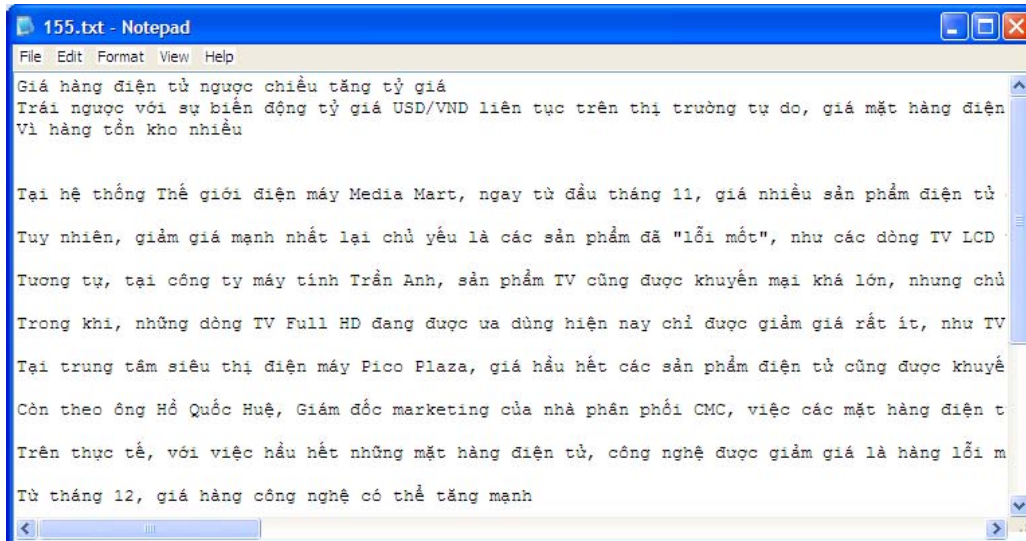 155.txt - Notepad
File Edit Format View Help
Giá hàng điện tử ngược chiều tăng tỷ giá
Trái ngược với sự biến động tỷ giá USD/VND liên tục trên thị trường tự do, giá mặt hàng điện
Vì hàng tồn kho nhiều
Tại hệ thống Thế giới điện máy Media Mart, ngay từ đầu tháng 11, giá nhiều sản phẩm điện tử
Tuy nhiên, giảm giá mạnh nhất lại chủ yếu là các sản phẩm đã "lỗi mốt", như các dòng TV LCD
Tương tự, tại công ty máy tính Trần Anh, sản phẩm TV cũng được khuyến mại khá lớn, nhưng chủ
Trong khi, những dòng TV Full HD đang được ưa dùng hiện nay chỉ được giảm giá rất ít, như TV
Tại trung tâm siêu thị điện máy Pico Plaza, giá hầu hết các sản phẩm điện tử cũng được khuyế
Còn theo ông Hồ Quốc Huệ, Giám đốc marketing của nhà phân phối CMC, việc các mặt hàng điện t
Trên thực tế, với việc hầu hết những mặt hàng điện tử, công nghệ được giảm giá là hàng lỗi m
Từ tháng 12, giá hàng công nghệ có thể tăng mạnh